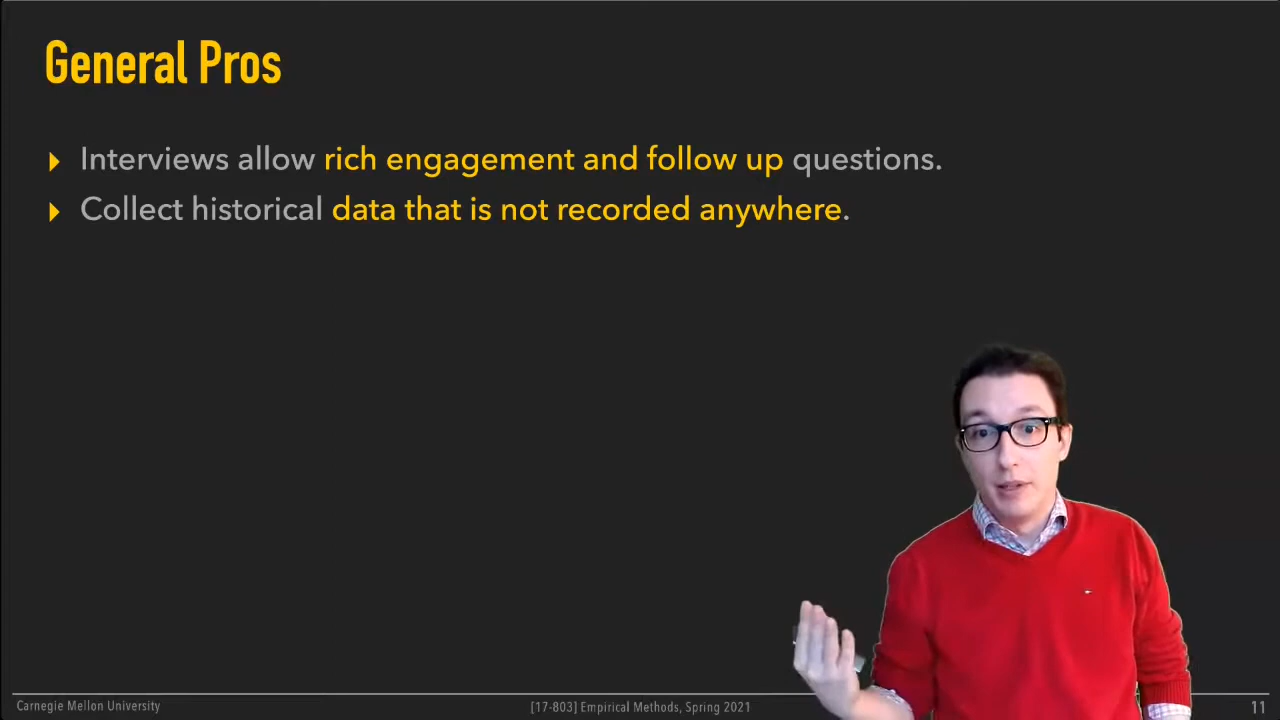 General Pros
Interviews allow rich engagement and follow up questions.
Collect historical data that is not recorded anywhere.
Carnegie Mellon University
[17-803] Empirical Methods, Spring 2021
11